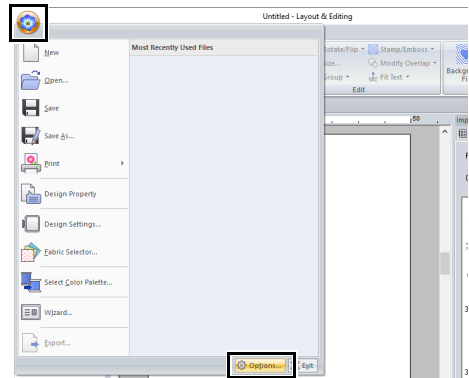 Untitled - Layout & Editing
New
Most Recently Used Files
Open...
Save
Save As...
Print
Design Property
Design Settings...
Fabric Selector...
Select Color Palette...
Wizard...
Export...
Options...
Exit
Rotate/Flip
Stamp/Emboss
Modify Overlap
Group
Fit Text
Edit
50